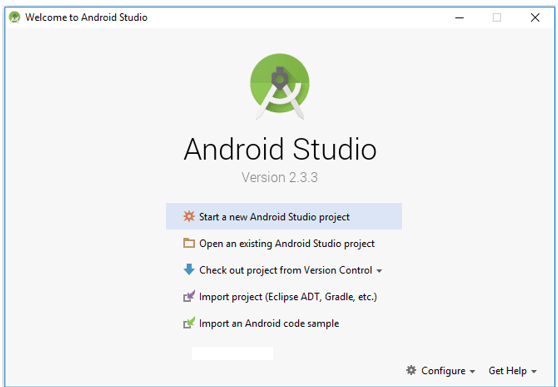 Welcome to Android Studio
Android Studio
Version 2.3.3
Start a new Android Studio project
Open an existing Android Studio project
Check out project from Version Control
Import project (Eclipse ADT, Gradle, etc.)
Import an Android code sample
Configure Get Help